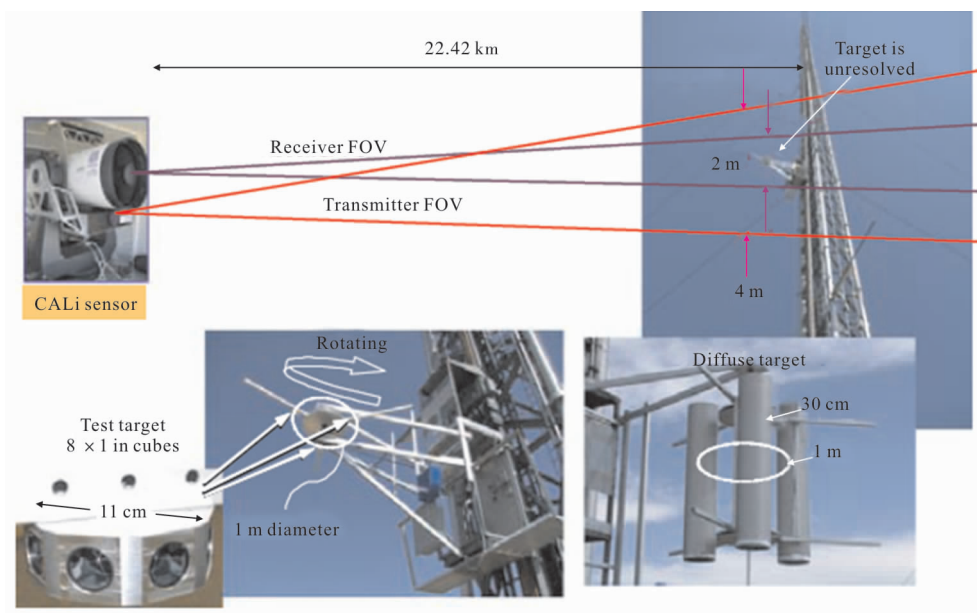 22.42 km
Target is
unresolved
Receiver FOV
2 m
Transmitter FOV
4 m
CALi sensor
Rotating
Diffuse target
30 cm
Test target
8 × 1 in cubes
1 m
11 cm
1 m diameter